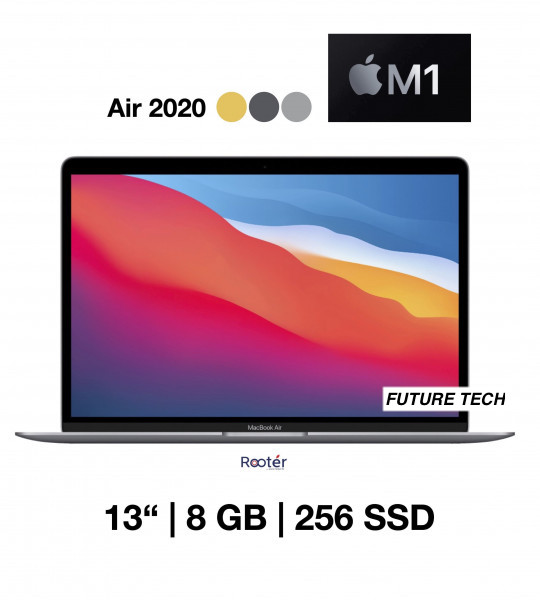 M1
Air 2020
MacBook Air
FUTURE TECH
Rooter
13“ | 8 GB | 256 SSD